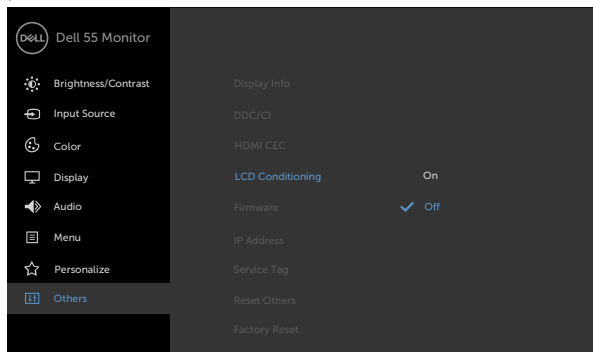 DELL Dell 55 Monitor
Brightness/Contrast
Input Source
Color
Display
Audio
Menu
Personalize
Others
Display Info
DDC/CI
HDMI CEC
LCD Conditioning On
Firmware Off
IP Address
Service Tag
Reset Others
Factory Reset